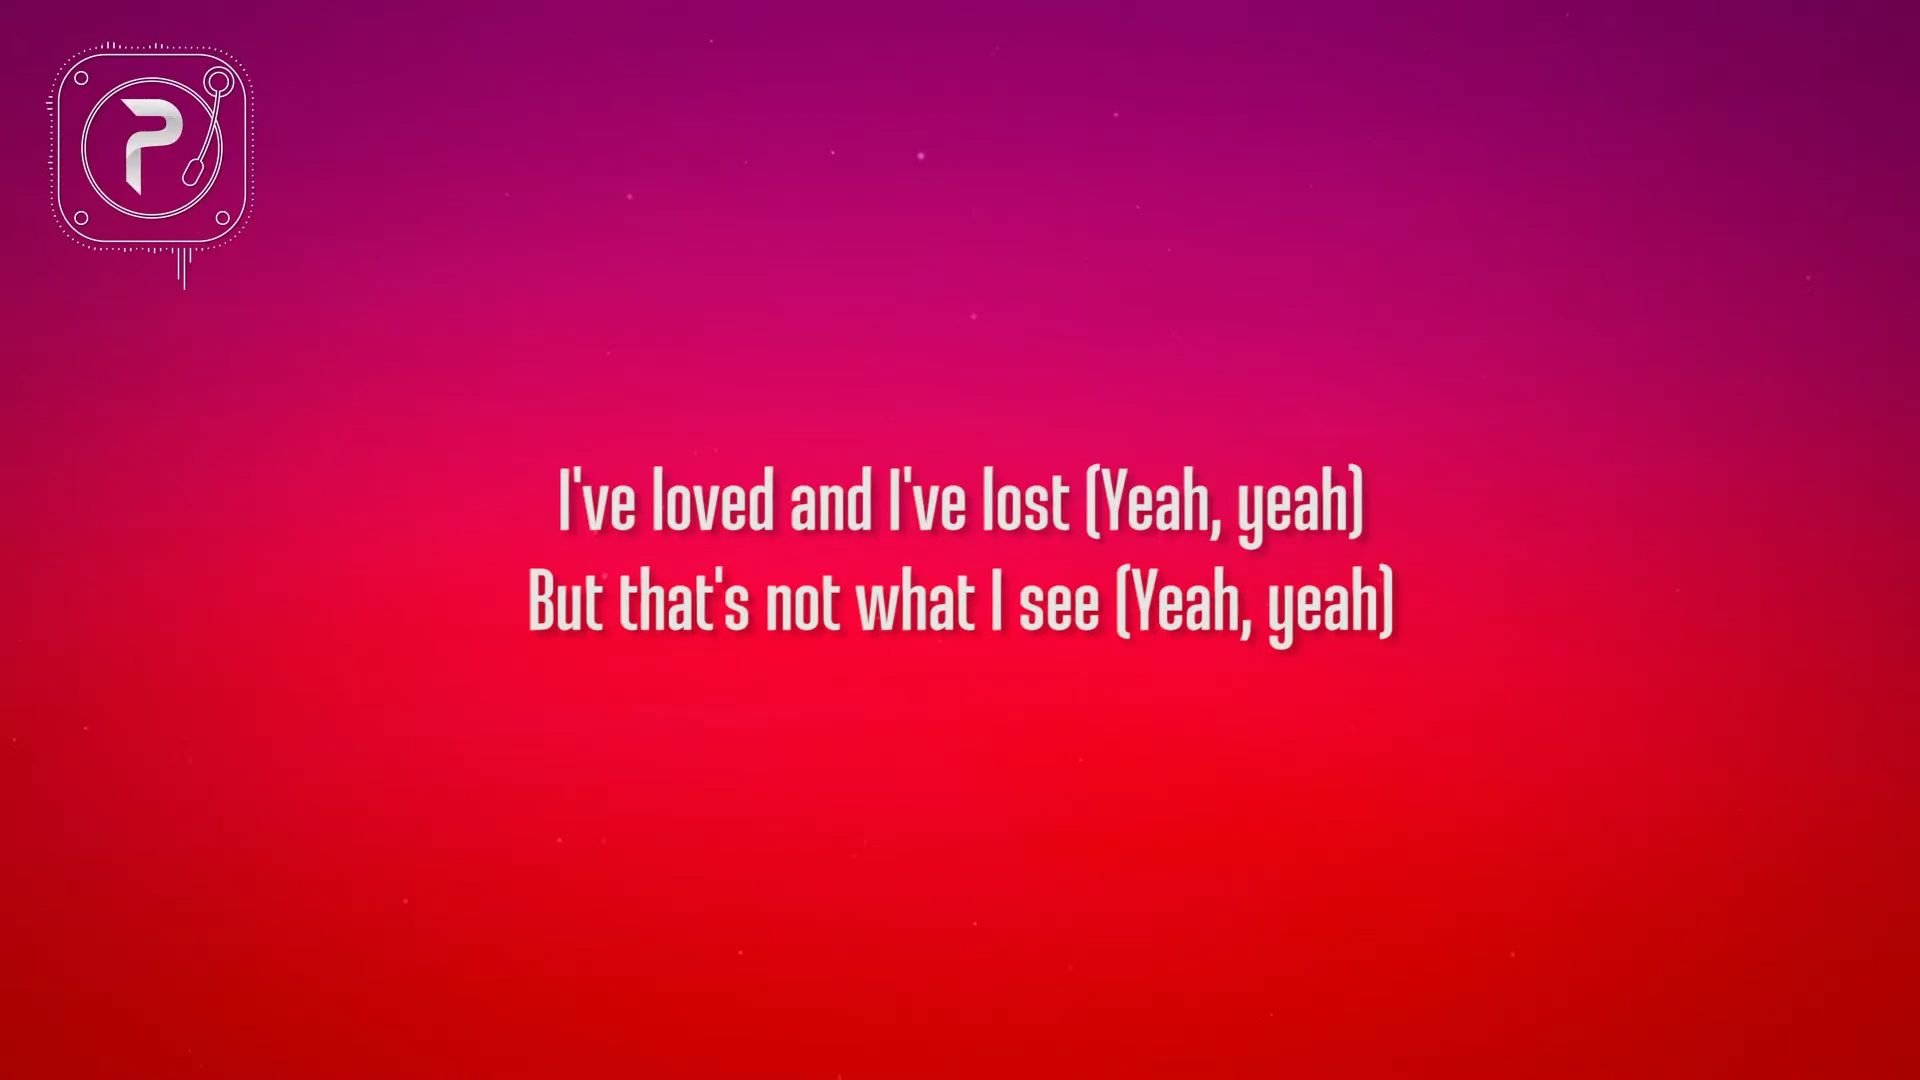 P
I've loved and I've lost (Yeah, yeah)
But that's not what I see (Yeah, yeah)